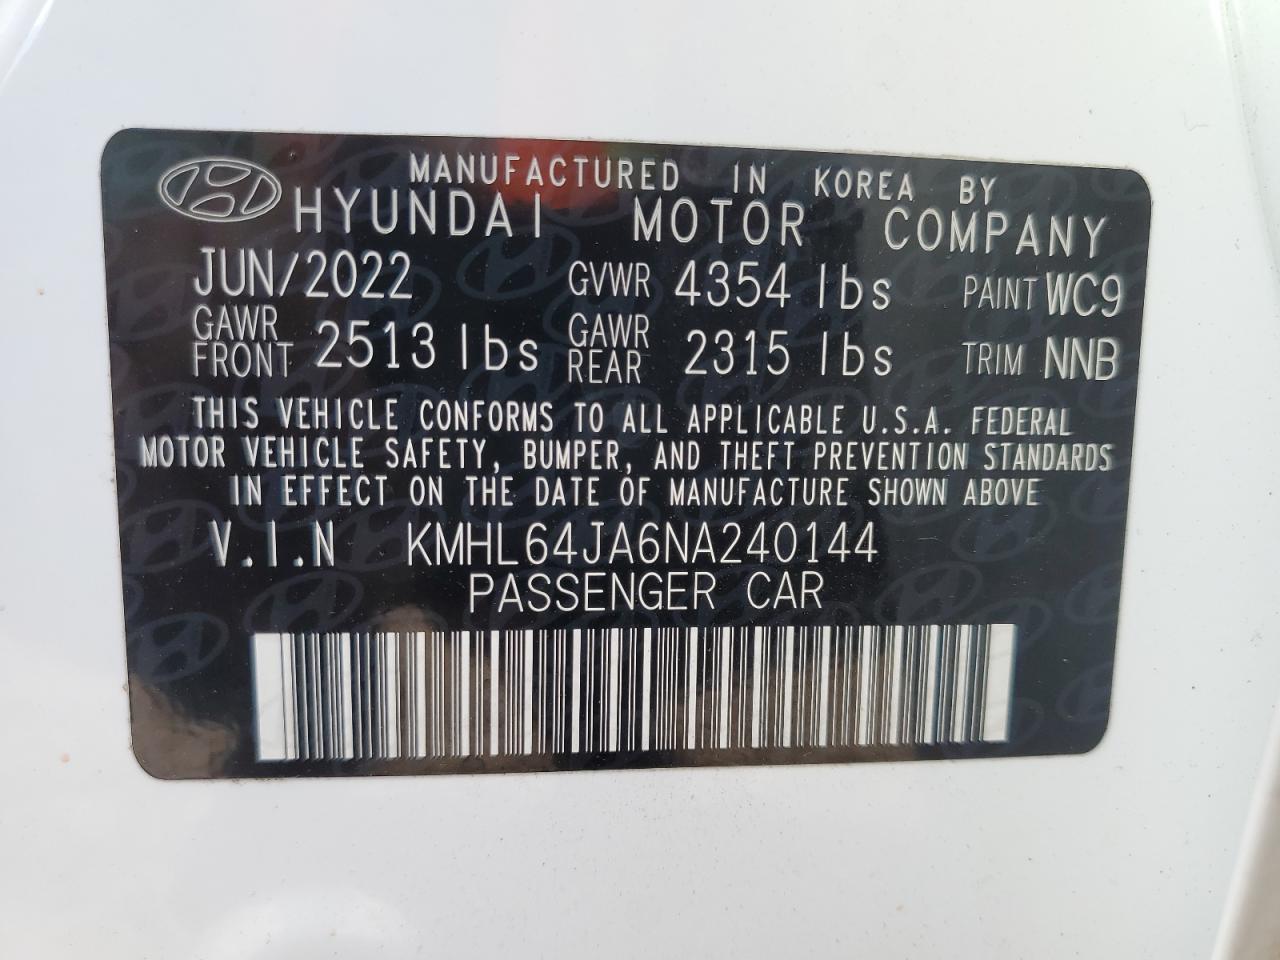 MANUFACTURED IN KOREA BY
HYUNDAI MOTOR COMPANY
JUN/2022 GVWR 4354 lbs PAINT WC9
GAWR FRONT 2513 lbs GAWR REAR 2315 lbs TRIM NNB
THIS VEHICLE CONFORMS TO ALL APPLICABLE U.S.A. FEDERAL
MOTOR VEHICLE SAFETY, BUMPER, AND THEFT PREVENTION STANDARDS
IN EFFECT ON THE DATE OF MANUFACTURE SHOWN ABOVE
V.I.N KMHL64JA6NA240144
PASSENGER CAR